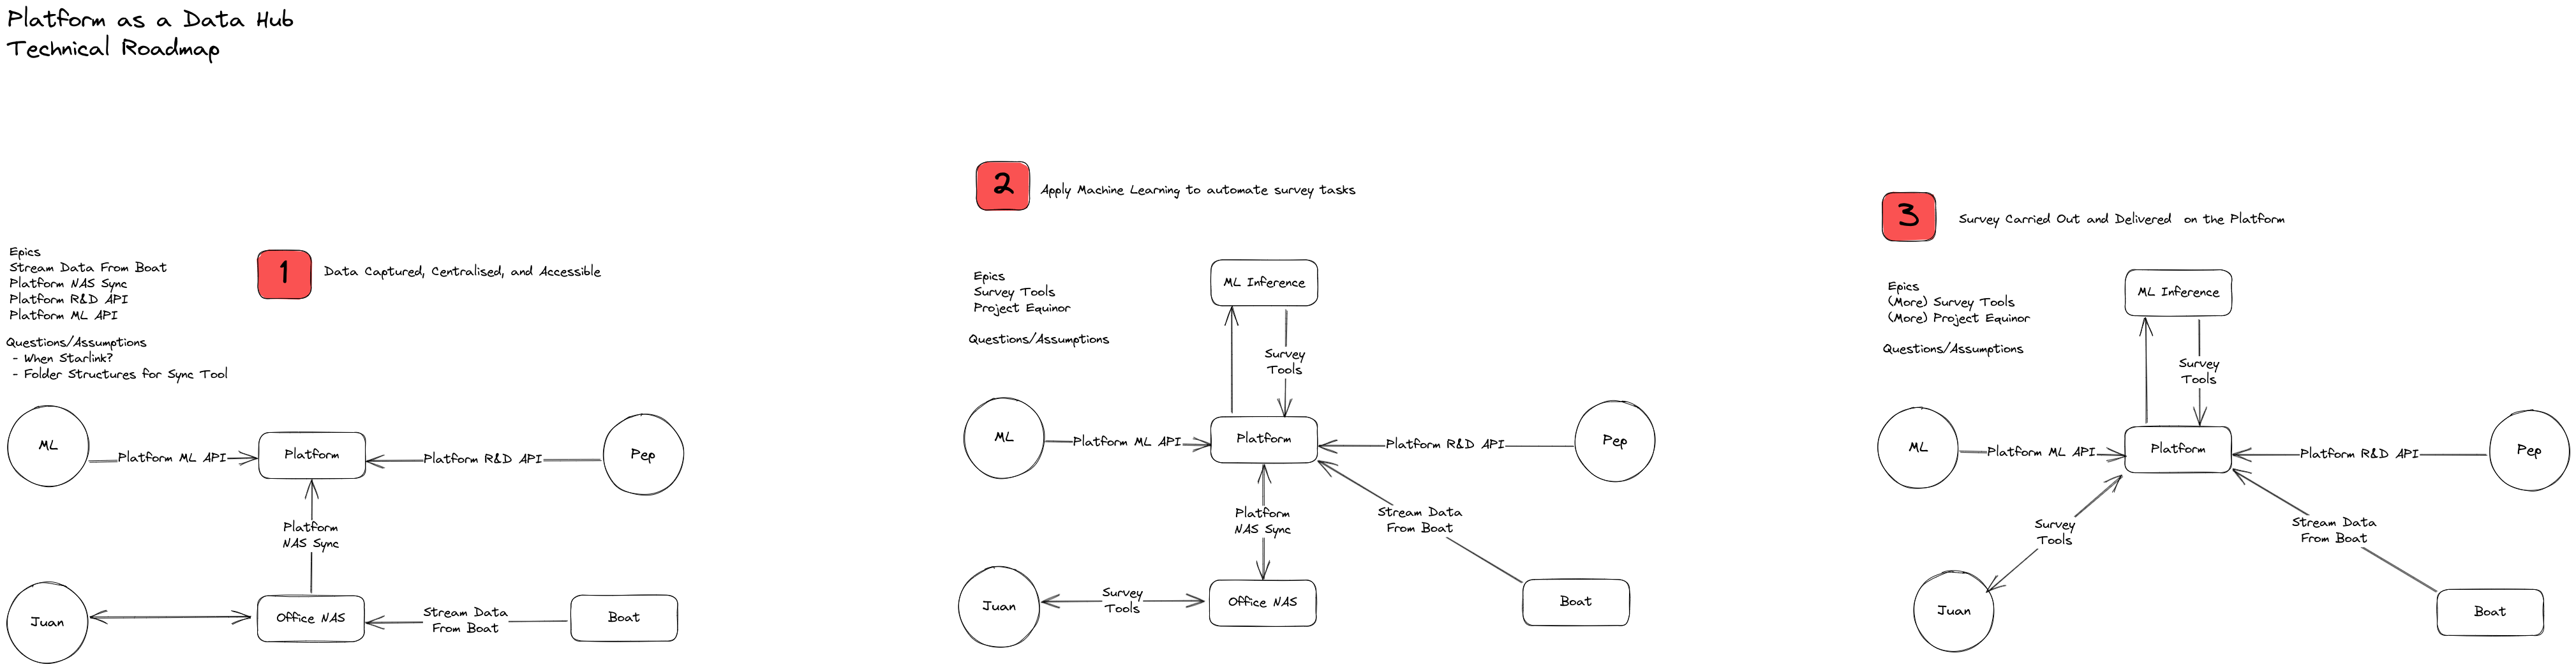 Platform as a Data Hub
Technical Roadmap
1
Data Captured, Centralised, and Accessible
Epics
Stream Data From Boat
Platform NAS Sync
Platform R&D API
Platform ML API
Questions/Assumptions
- When Starlink?
- Folder Structures for Sync Tool
ML
Platform ML API
Platform
Platform R&D API
Pep
Platform
NAS Sync
Juan
Office NAS
Stream Data
From Boat
Boat
2
Apply Machine Learning to automate survey tasks
Epics
Survey Tools
Project Equinor
Questions/Assumptions
ML Inference
Survey
Tools
ML
Platform ML API
Platform
Platform R&D API
Pep
Platform
NAS Sync
Stream Data
From Boat
Juan
Survey
Tools
Office NAS
Boat
3
Survey Carried Out and Delivered on the Platform
Epics
(More) Survey Tools
(More) Project Equinor
Questions/Assumptions
ML Inference
Survey
Tools
ML
Platform ML API
Platform
Platform R&D API
Pep
Survey
Tools
Stream Data
From Boat
Juan
Boat